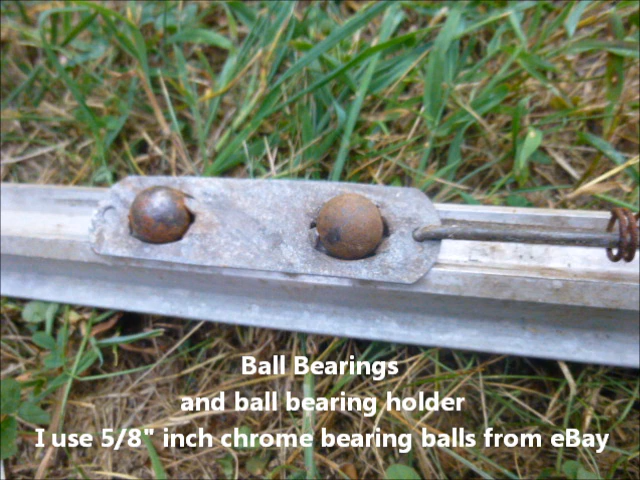 Ball Bearings
and ball bearing holder
I use 5/8" inch chrome bearing balls from eBay